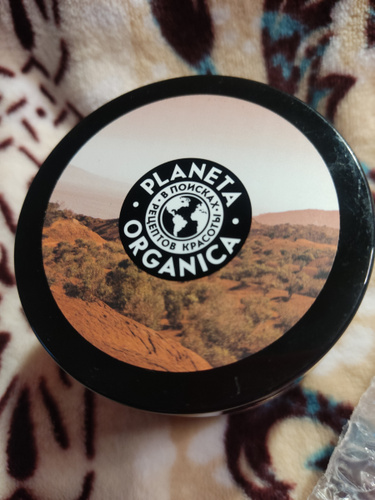 PLANETA
• В ПОИСКАХ •
РЕЦЕПТОВ КРАСОТЫ
ORGANICA